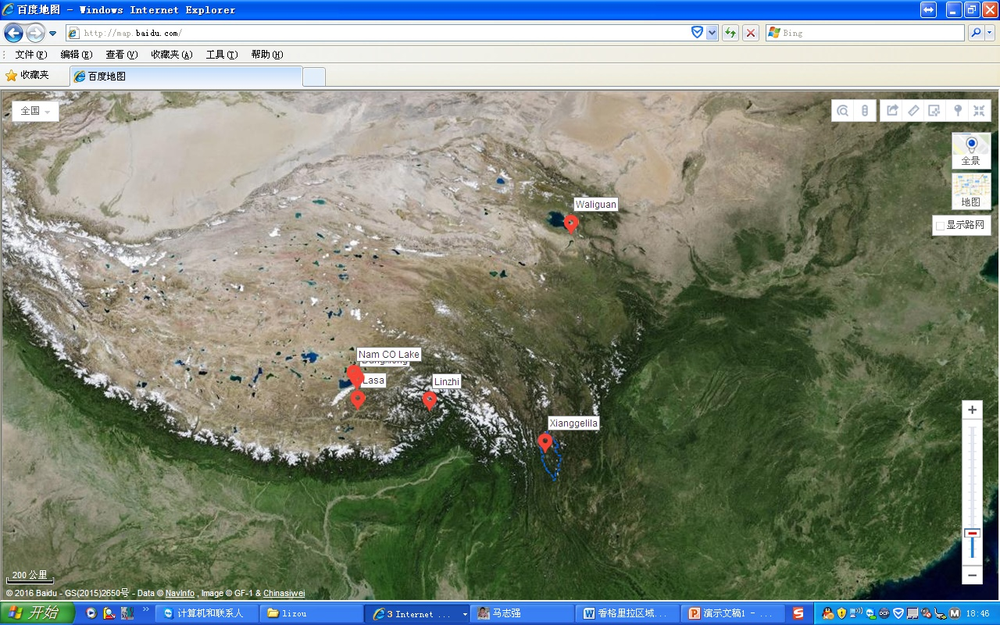 百度地图 - Windows Internet Explorer
http://map.baidu.com/
Bing
文件(F) 编辑(E) 查看(V) 收藏夹(A) 工具(T) 帮助(H)
收藏夹 百度地图
全国
全景
地图
显示路网
Waliguan
Nam CO Lake
Dangxiong
Lasa
Linzhi
Xianggelila
200 公里
© 2016 Baidu - GS(2015)2650号 - Data © NavInfo , Image © GF-1 & Chinasiwei
开始 计算机和联系人 lizou 3 Internet ... 马志强 香格里拉区域... 演示文稿1 - ... 18:46